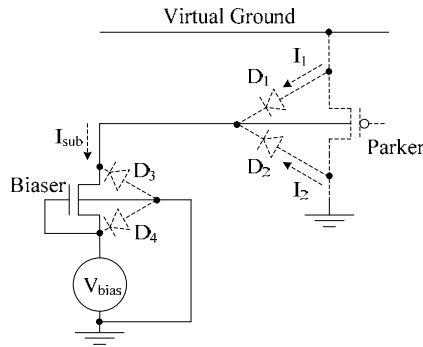 Virtual Ground
I1
D1
Isub
D3
Parker
D2
Biaser
I2
D4
Vbias